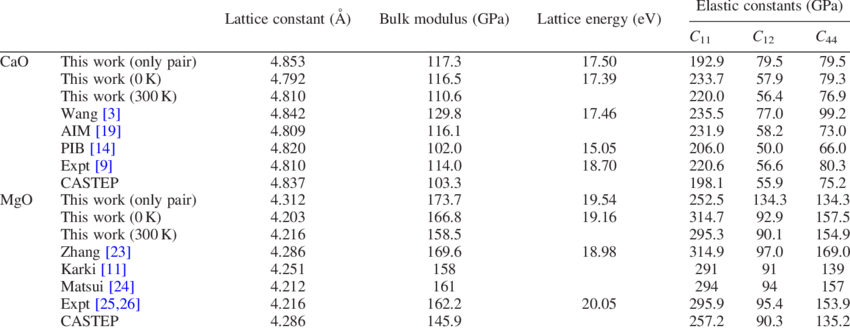 Lattice constant (Å) Bulk modulus (GPa) Lattice energy (eV) Elastic constants (GPa)
C11 C12 C44
CaO This work (only pair) 4.853 117.3 17.50 192.9 79.5 79.5
This work (0 K) 4.792 116.5 17.39 233.7 57.9 79.3
This work (300 K) 4.810 110.6 220.0 56.4 76.9
Wang [3] 4.842 129.8 17.46 235.5 77.0 99.2
AIM [19] 4.809 116.1 231.9 58.2 73.0
PIB [14] 4.820 102.0 15.05 206.0 50.0 66.0
Expt [9] 4.810 114.0 18.70 220.6 56.6 80.3
CASTEP 4.837 103.3 198.1 55.9 75.2
MgO This work (only pair) 4.312 173.7 19.54 252.5 134.3 134.3
This work (0 K) 4.203 166.8 19.16 314.7 92.9 157.5
This work (300 K) 4.216 158.5 295.3 90.1 154.9
Zhang [23] 4.286 169.6 18.98 314.9 97.0 169.0
Karki [11] 4.251 158 291 91 139
Matsui [24] 4.212 161 294 94 157
Expt [25,26] 4.216 162.2 20.05 295.9 95.4 153.9
CASTEP 4.286 145.9 257.2 90.3 135.2